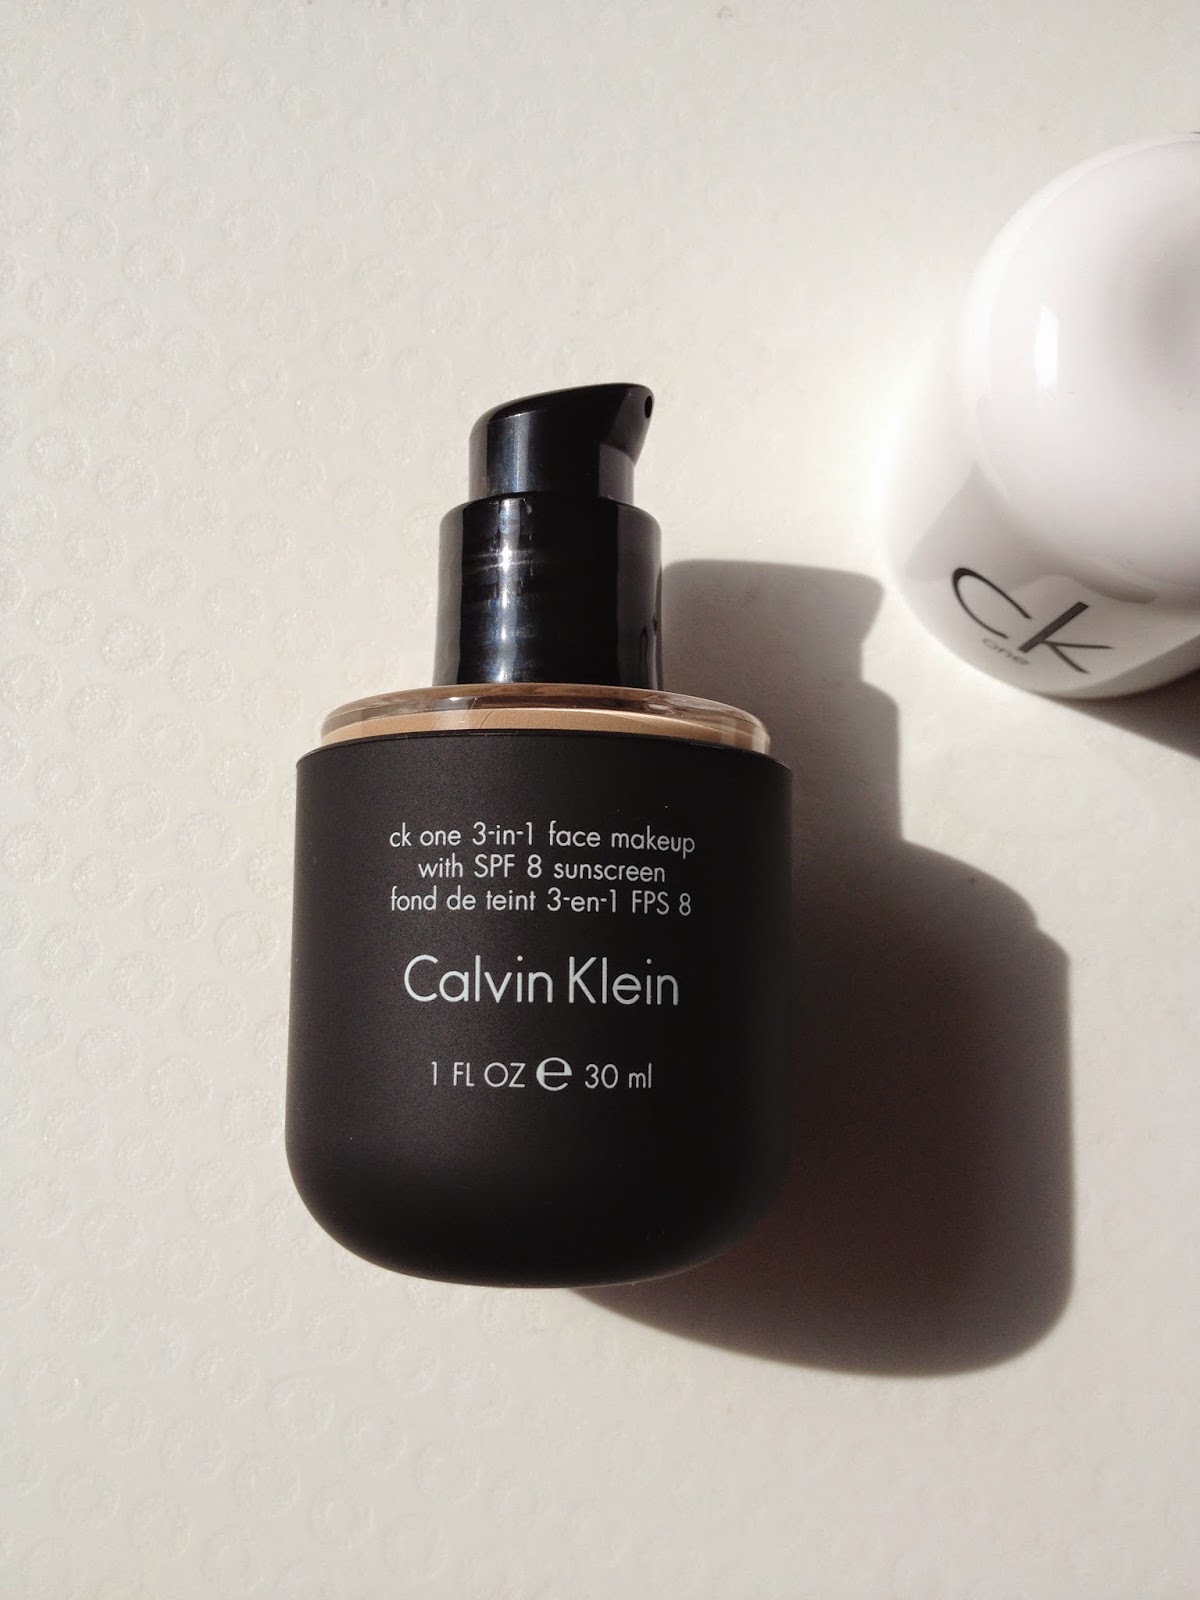 ck
one
ck one 3-in-1 face makeup
with SPF 8 sunscreen
fond de teint 3-en-1 FPS 8
Calvin Klein
1 FL OZ ℮ 30 ml